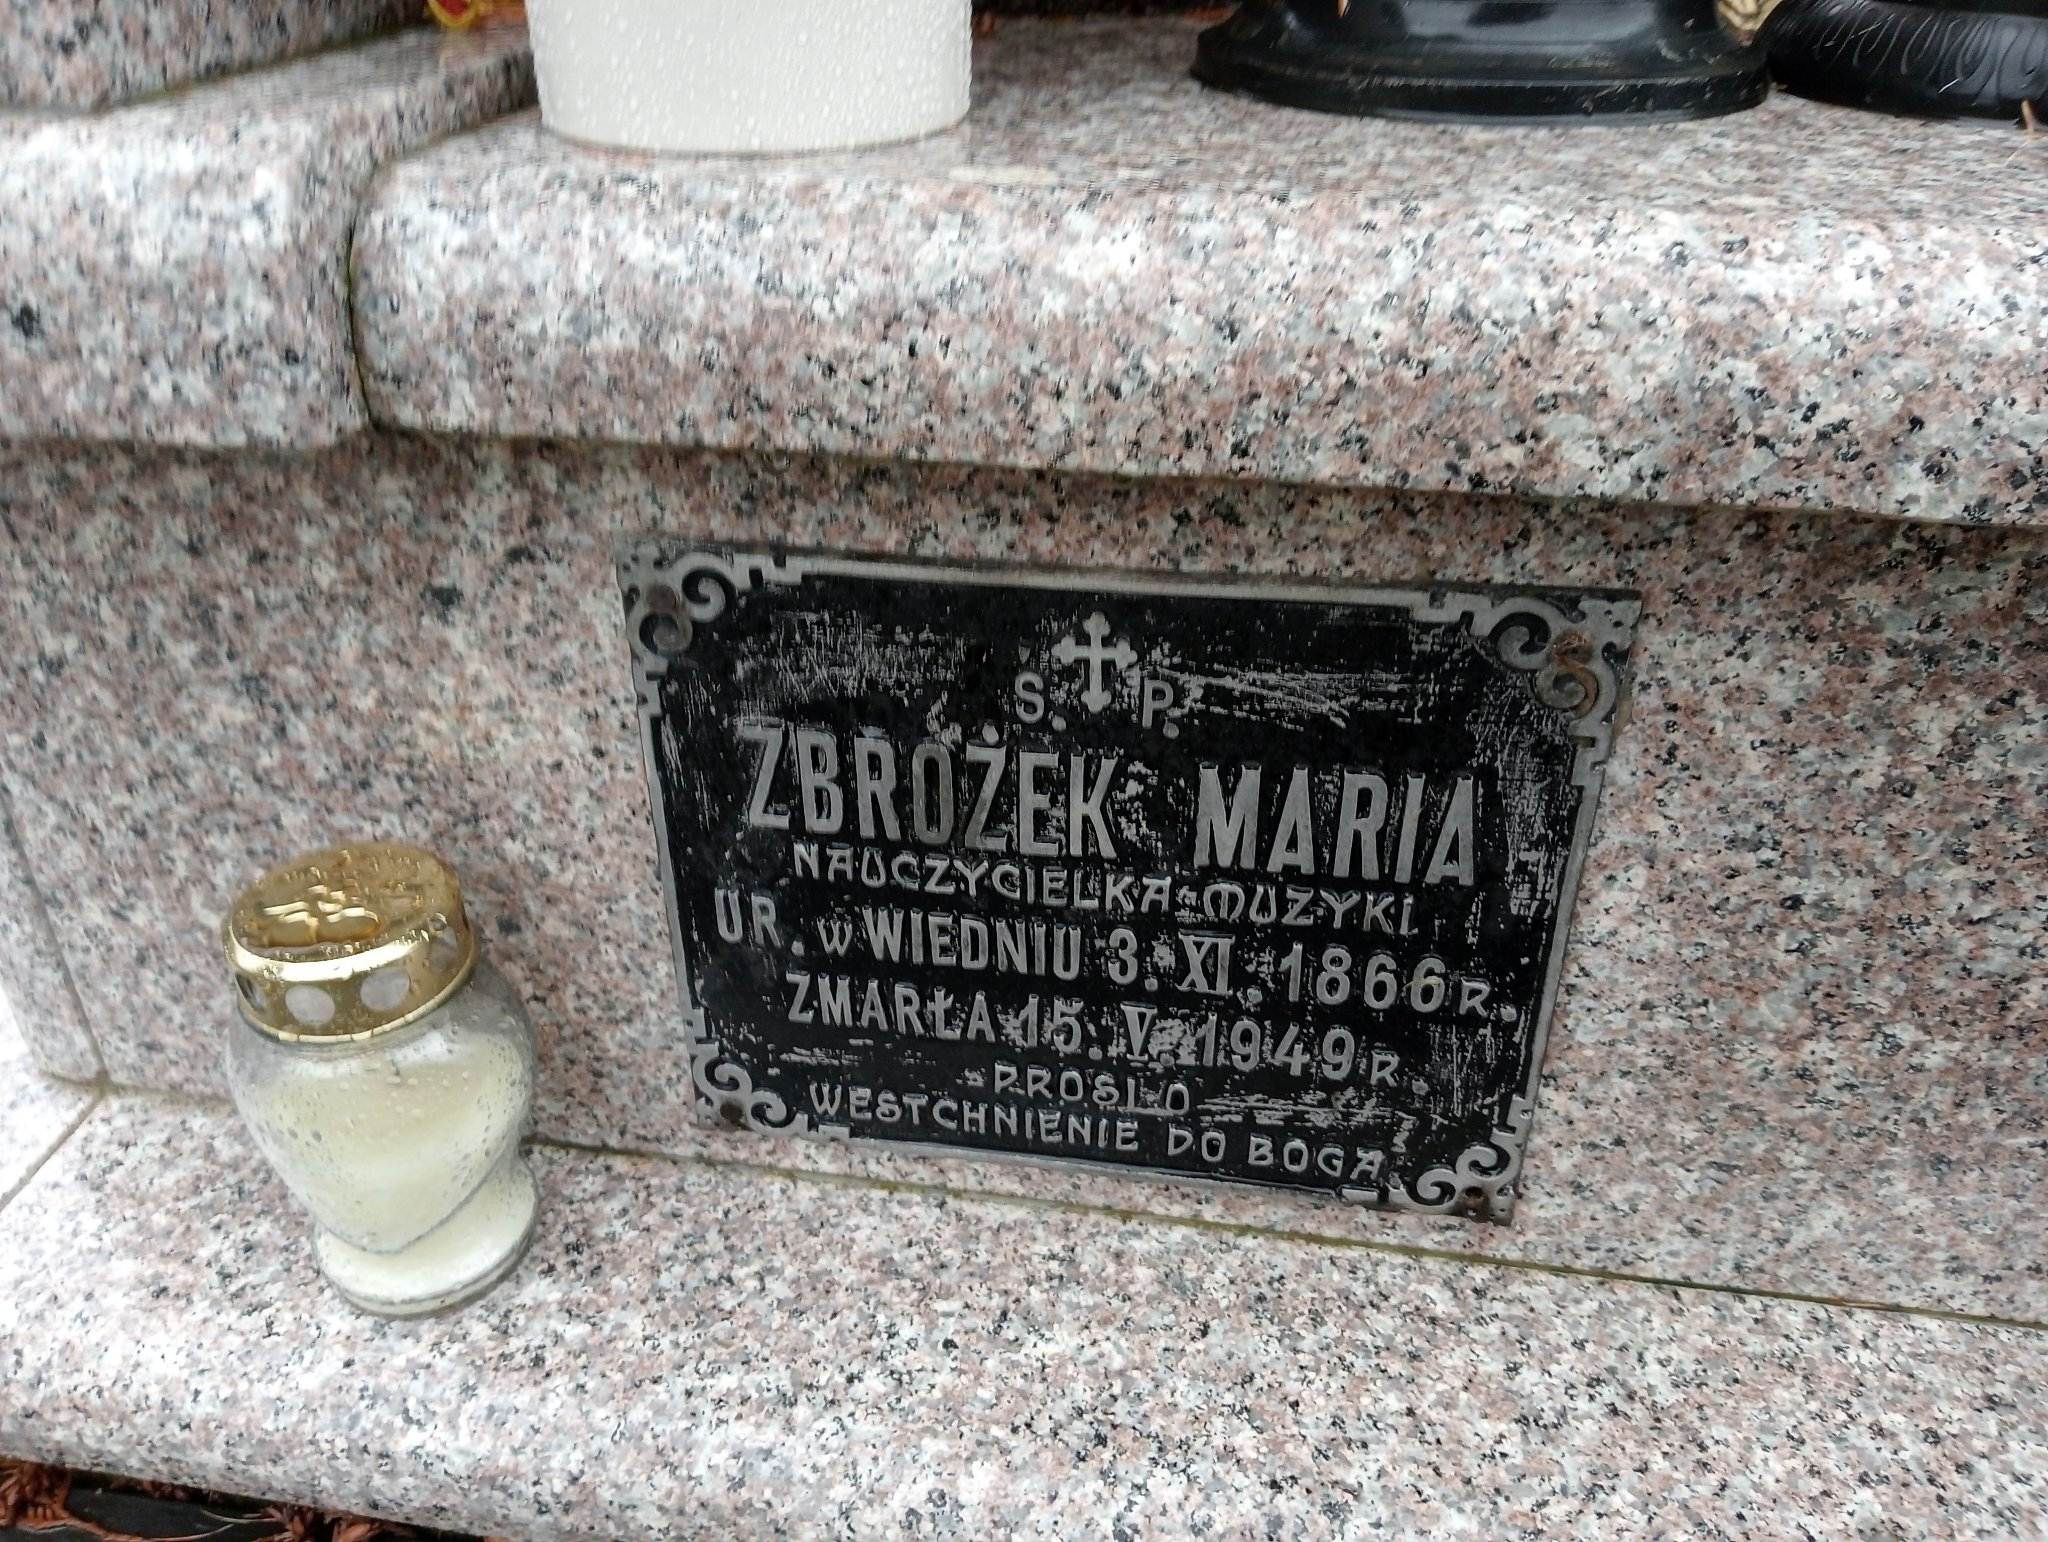 S. P.
ZBROŻEK MARIA
NAUCZYCIELKA MUZYKI
UR. W WIEDNIU 3. XI. 1866 R.
ZMARŁA 15. V. 1949 R.
PROSI O
WESTCHNIENIE DO BOGA